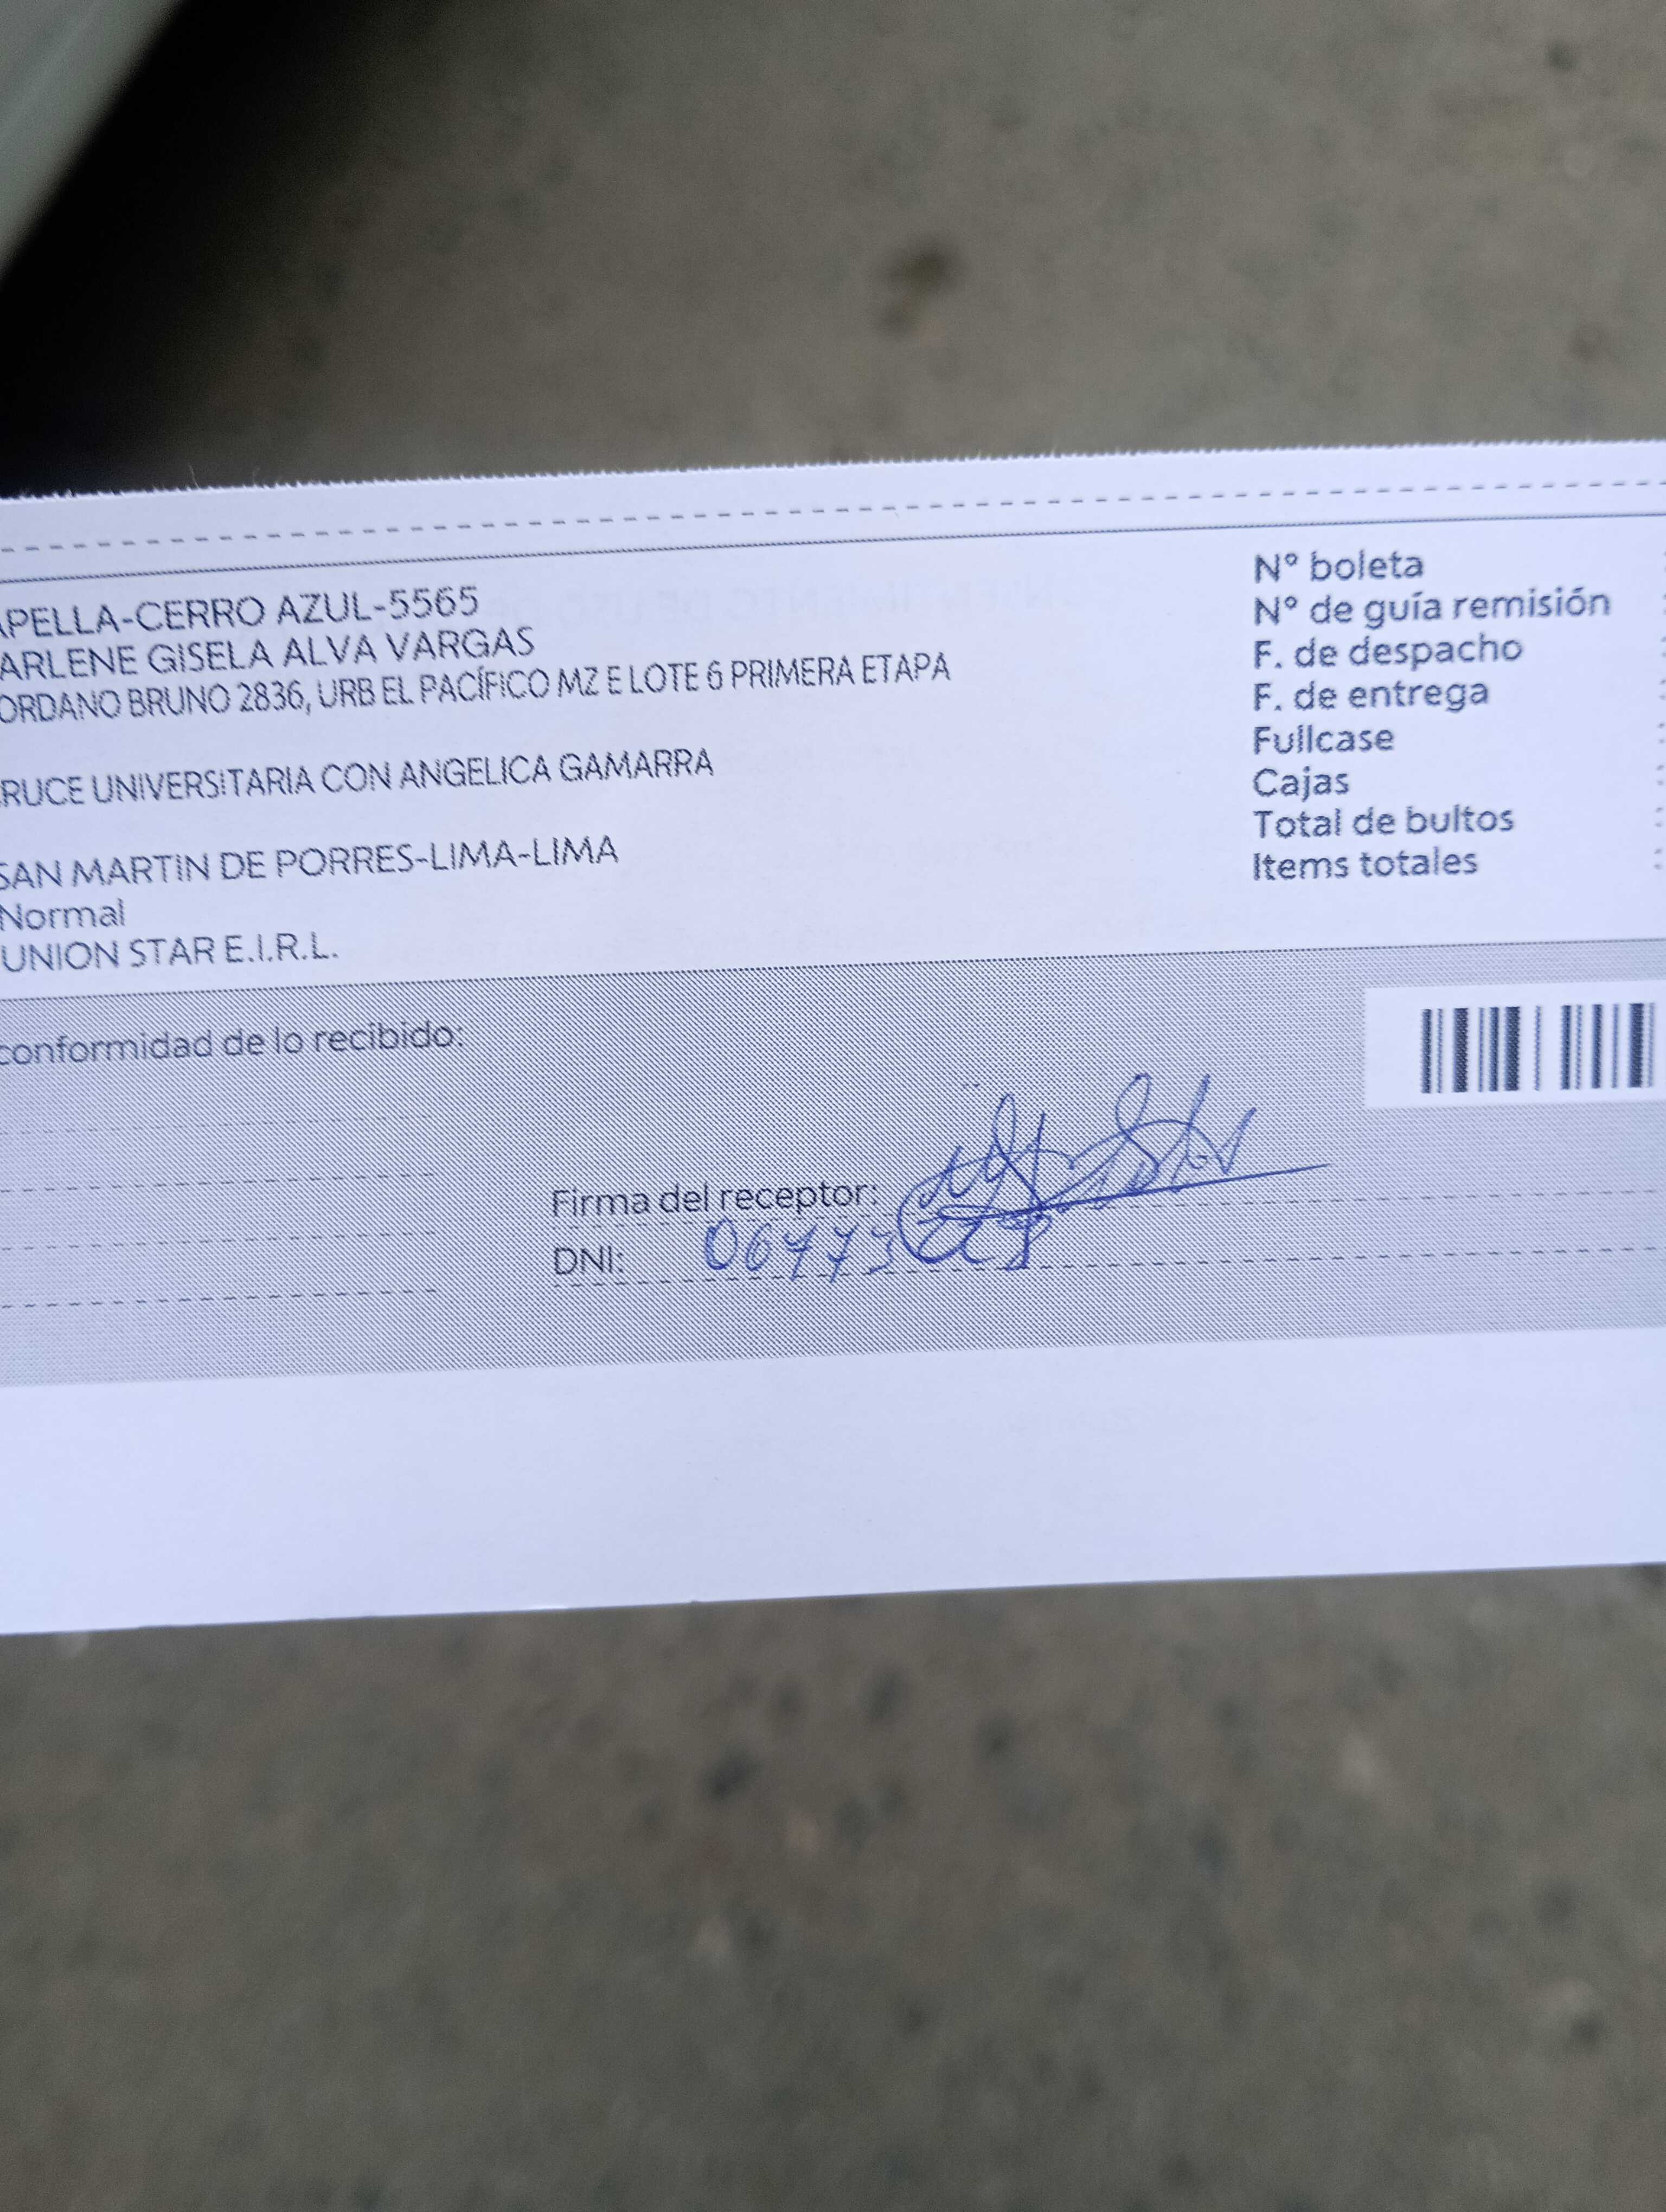 APELLA-CERRO AZUL-5565
ARLENE GISELA ALVA VARGAS
ORDANO BRUNO 2836, URB EL PACÍFICO MZ E LOTE 6 PRIMERA ETAPA
RUCE UNIVERSITARIA CON ANGELICA GAMARRA
SAN MARTIN DE PORRES-LIMA-LIMA
Normal
UNION STAR E.I.R.L.
Nº boleta
Nº de guía remisión
F. de despacho
F. de entrega
Fullcase
Cajas
Total de bultos
Items totales
conformidad de lo recibido:
Firma del receptor:
DNI: